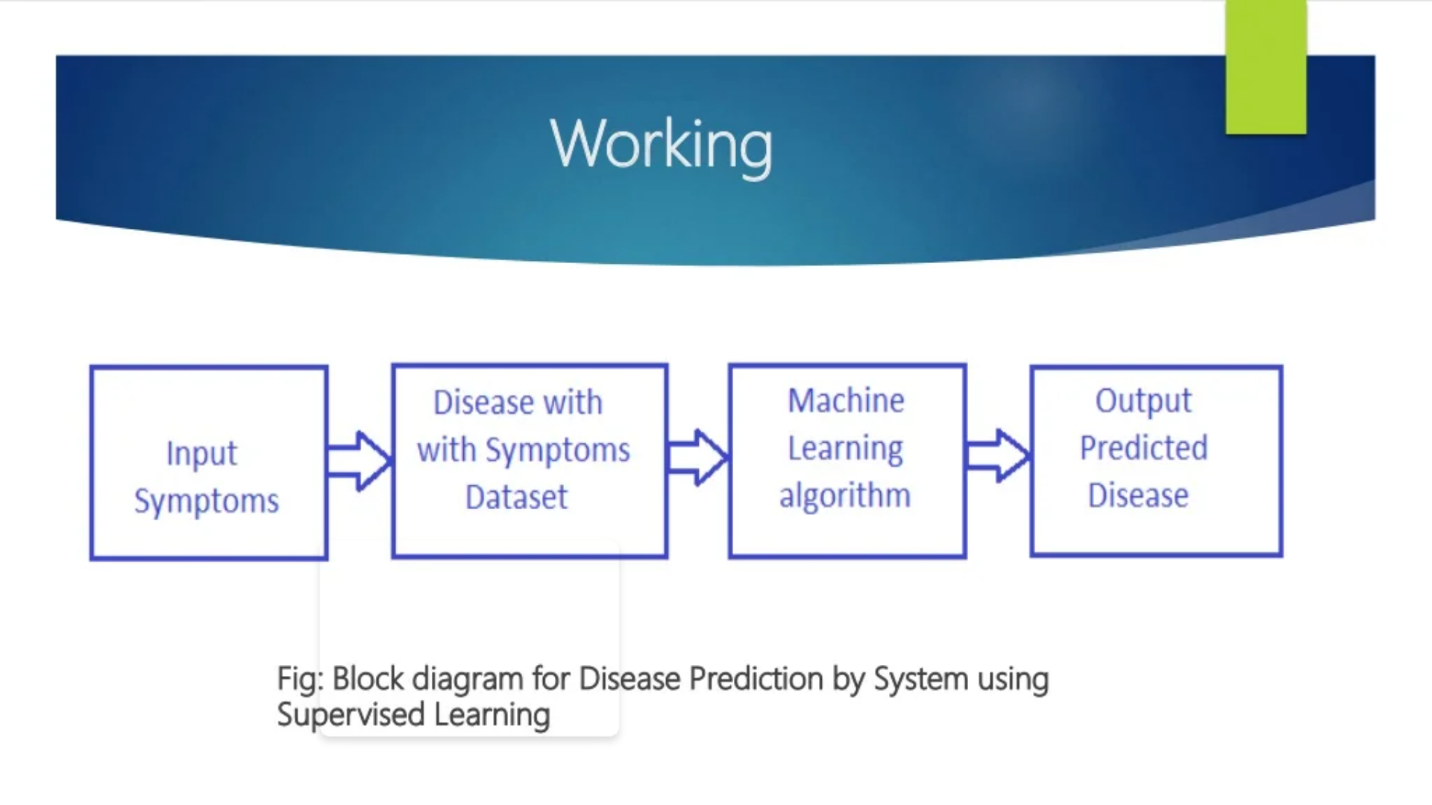 Working
Input
Symptoms
Disease with
with Symptoms
Dataset
Machine
Learning
algorithm
Output
Predicted
Disease
Fig: Block diagram for Disease Prediction by System using
Supervised Learning